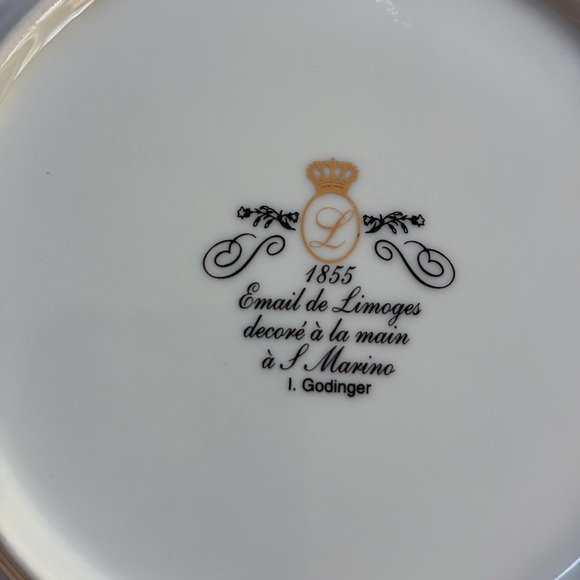 L
1855
Email de Limoges
decoré à la main
à S Marino
I. Godinger